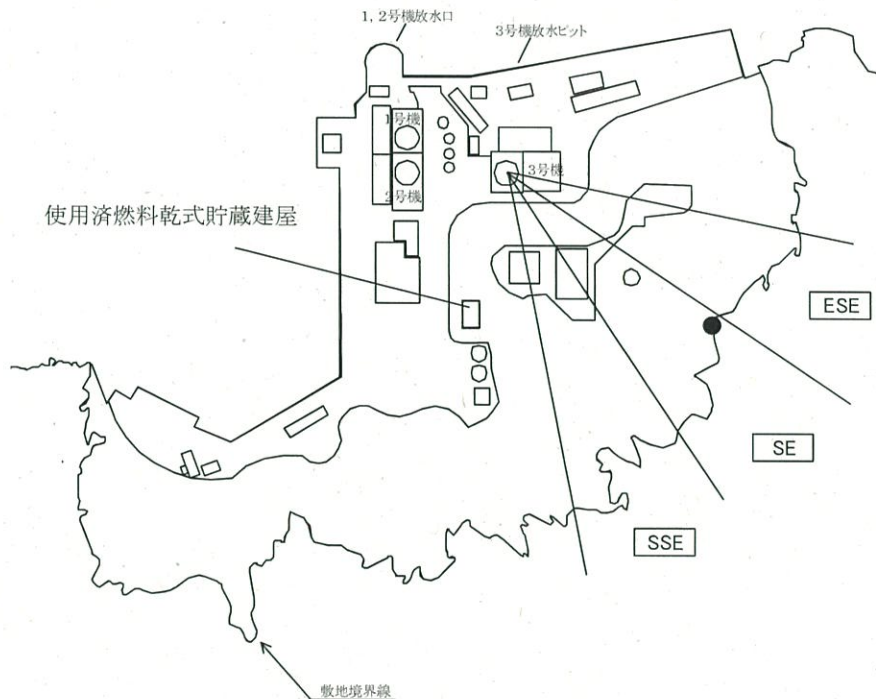 1, 2号機放水口
3号機放水ピット
1号機
2号機
3号機
使用済燃料乾式貯蔵建屋
ESE
SE
SSE
敷地境界線